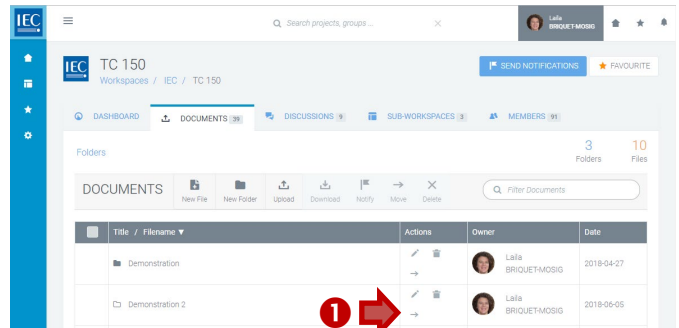 IEC
Search projects, groups ...
Laila
BRIQUET-MOSIG
IEC
TC 150
Workspaces / IEC / TC 150
SEND NOTIFICATIONS
FAVOURITE
DASHBOARD
DOCUMENTS 39
DISCUSSIONS 9
SUB-WORKSPACES 3
MEMBERS 91
Folders
3
Folders
10
Files
DOCUMENTS
New File
New Folder
Upload
Download
Notify
Move
Delete
Filter Documents
Title / Filename ▼
Actions
Owner
Date
Demonstration
Laila
BRIQUET-MOSIG
2018-04-27
Demonstration 2
Laila
BRIQUET-MOSIG
2018-06-05
1